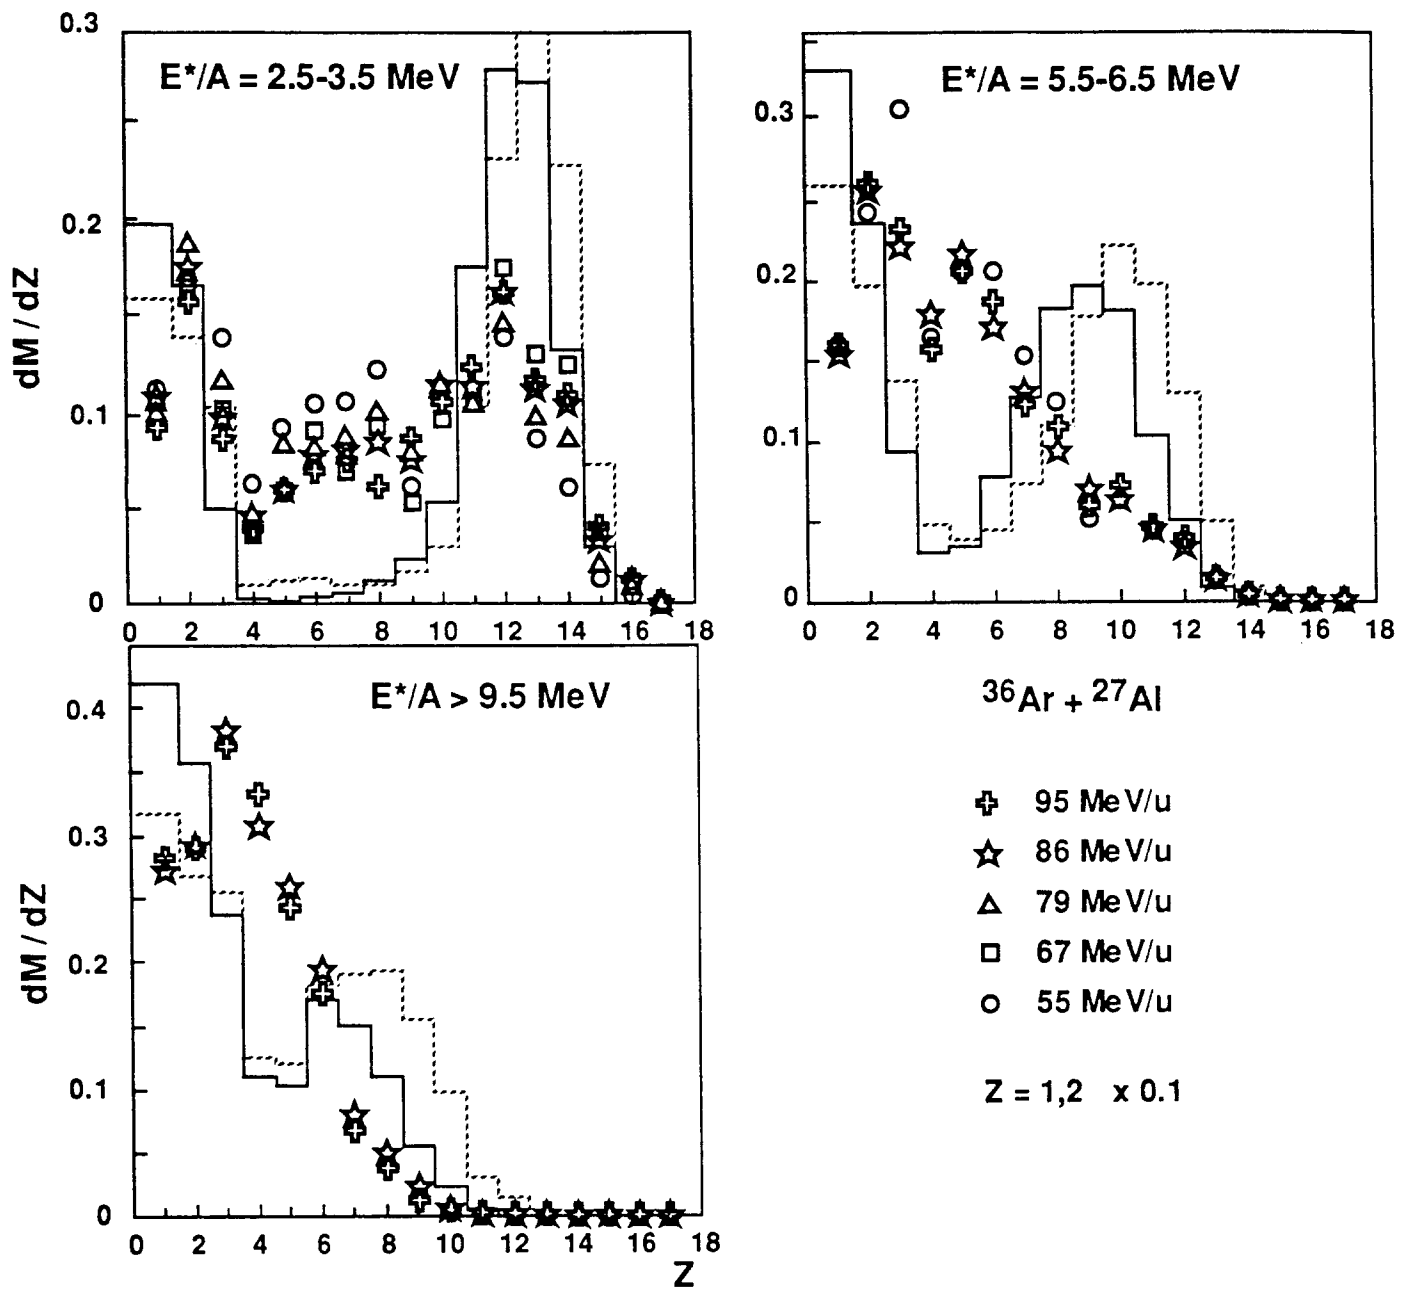 E*/A = 2.5-3.5 MeV
0.3
0.2
0.1
0
dM / dZ
0 2 4 6 8 10 12 14 16 18
E*/A = 5.5-6.5 MeV
0.3
0.2
0.1
0
0 2 4 6 8 10 12 14 16 18
E*/A > 9.5 MeV
0.4
0.3
0.2
0.1
0
dM / dZ
0 2 4 6 8 10 12 14 16 18
Z
³⁶Ar + ²⁷Al
95 MeV/u
86 MeV/u
79 MeV/u
67 MeV/u
55 MeV/u
Z = 1,2 x 0.1